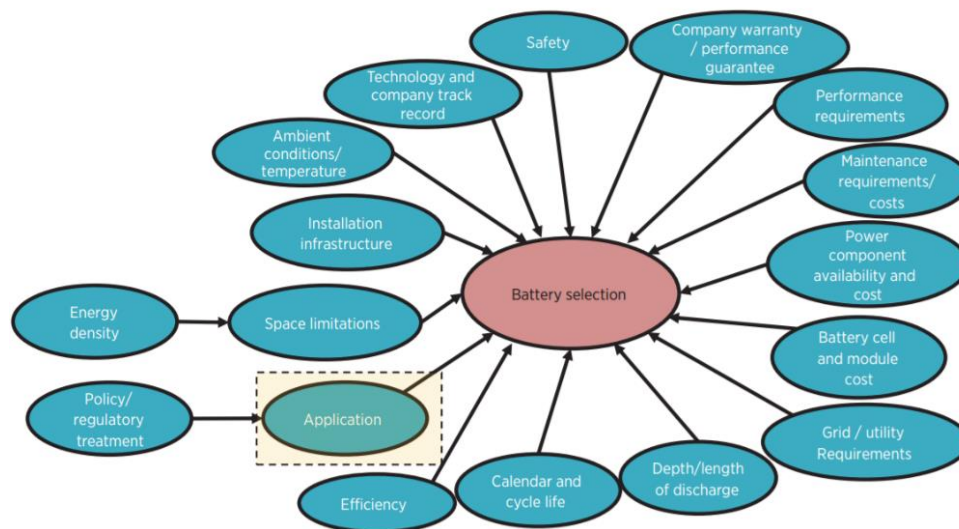 Safety
Company warranty
/ performance
guarantee
Technology and
company track
record
Performance
requirements
Ambient
conditions/
temperature
Maintenance
requirements/
costs
Installation
infrastructure
Power
component
availability and
cost
Battery selection
Energy
density
Space limitations
Battery cell
and module
cost
Policy/
regulatory
treatment
Application
Grid / utility
Requirements
Efficiency
Calendar and
cycle life
Depth/length
of discharge